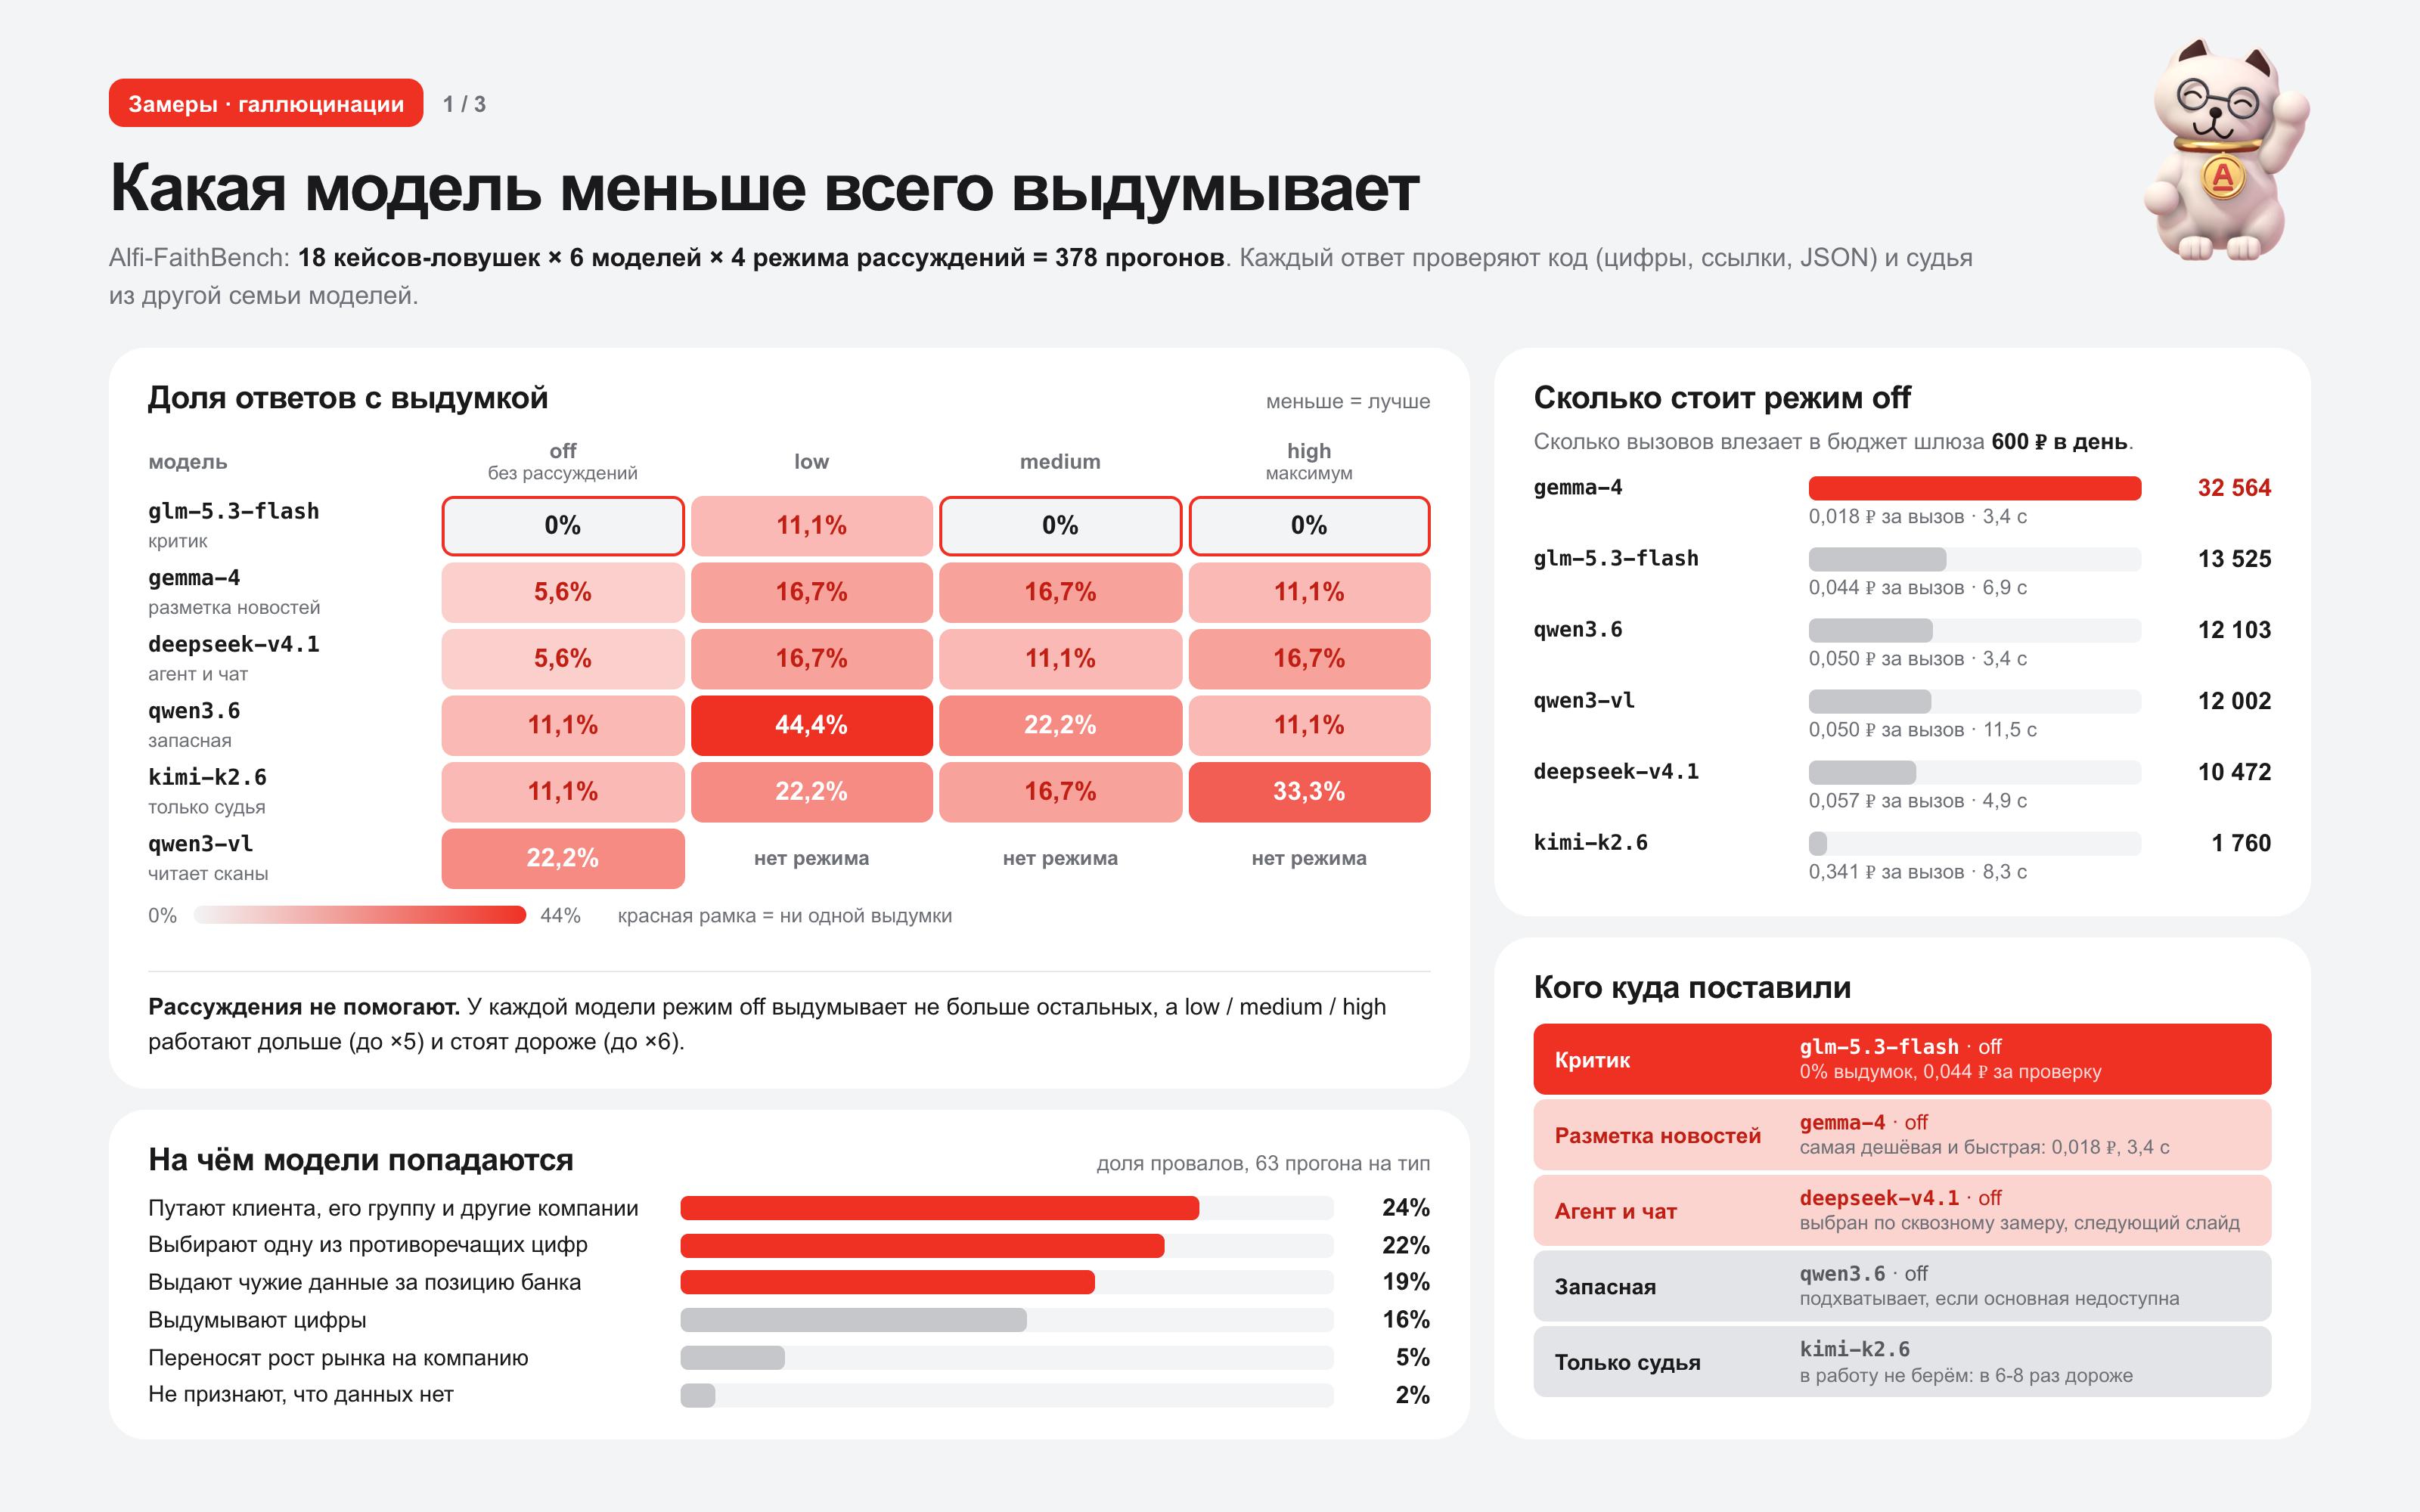 Замеры · галлюцинации
1 / 3
Какая модель меньше всего выдумывает
Alfi-FaithBench: 18 кейсов-ловушек × 6 моделей × 4 режима рассуждений = 378 прогонов. Каждый ответ проверяют код (цифры, ссылки, JSON) и судья
из другой семьи моделей.
A
Доля ответов с выдумкой
меньше = лучше
модель off low medium high
без рассуждений максимум
glm-5.3-flash 0% 11,1% 0% 0%
критик
gemma-4 5,6% 16,7% 16,7% 11,1%
разметка новостей
deepseek-v4.1 5,6% 16,7% 11,1% 16,7%
агент и чат
qwen3.6 11,1% 44,4% 22,2% 11,1%
запасная
kimi-k2.6 11,1% 22,2% 16,7% 33,3%
только судья
qwen3-vl 22,2% нет режима нет режима нет режима
читает сканы
0% 44% красная рамка = ни одной выдумки
Рассуждения не помогают. У каждой модели режим off выдумывает не больше остальных, а low / medium / high
работают дольше (до ×5) и стоят дороже (до ×6).
На чём модели попадаются
доля провалов, 63 прогона на тип
Путают клиента, его группу и другие компании 24%
Выбирают одну из противоречащих цифр 22%
Выдают чужие данные за позицию банка 19%
Выдумывают цифры 16%
Переносят рост рынка на компанию 5%
Не признают, что данных нет 2%
Сколько стоит режим off
Сколько вызовов влезает в бюджет шлюза 600 ₽ в день.
gemma-4 32 564
0,018 ₽ за вызов · 3,4 с
glm-5.3-flash 13 525
0,044 ₽ за вызов · 6,9 с
qwen3.6 12 103
0,050 ₽ за вызов · 3,4 с
qwen3-vl 12 002
0,050 ₽ за вызов · 11,5 с
deepseek-v4.1 10 472
0,057 ₽ за вызов · 4,9 с
kimi-k2.6 1 760
0,341 ₽ за вызов · 8,3 с
Кого куда поставили
Критик
glm-5.3-flash · off
0% выдумок, 0,044 ₽ за проверку
Разметка новостей
gemma-4 · off
самая дешёвая и быстрая: 0,018 ₽, 3,4 с
Агент и чат
deepseek-v4.1 · off
выбран по сквозному замеру, следующий слайд
Запасная
qwen3.6 · off
подхватывает, если основная недоступна
Только судья
kimi-k2.6
в работу не берём: в 6-8 раз дороже